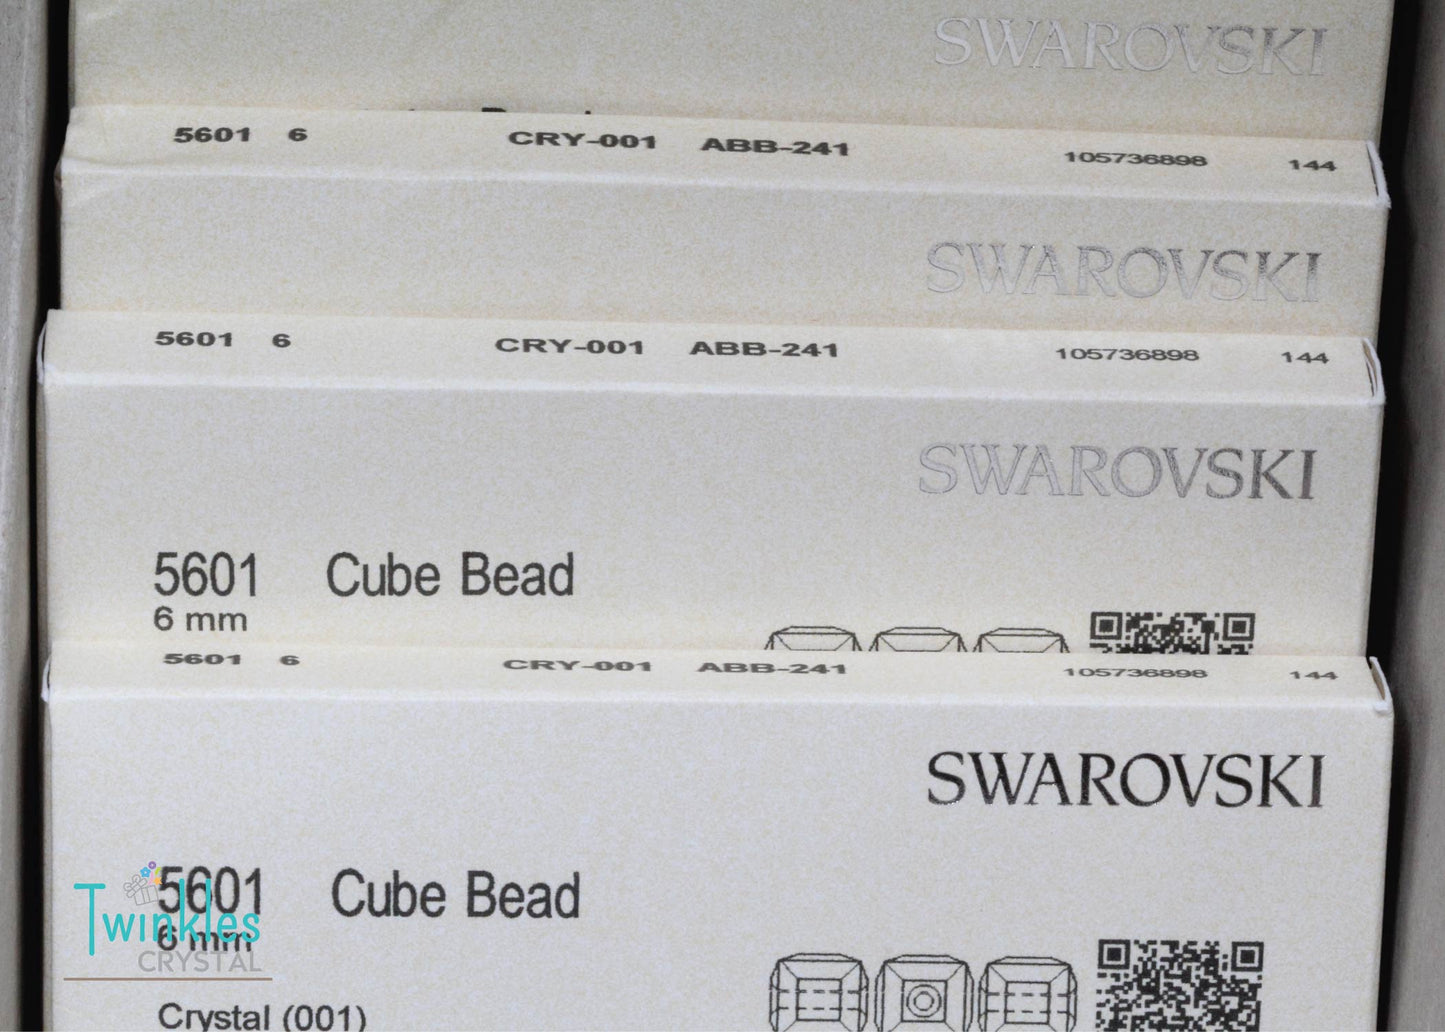 SWAROVSKI
5601 6 CRY-001 ABB-241 105736898 144
SWAROVSKI
5601 6 CRY-001 ABB-241 105736898 144
SWAROVSKI
5601 Cube Bead
6 mm
5601 6 CRY-001 ABB-241 105736898 144
SWAROVSKI
5601 Cube Bead
6 mm
Twinkles
CRYSTAL
Crystal (001)